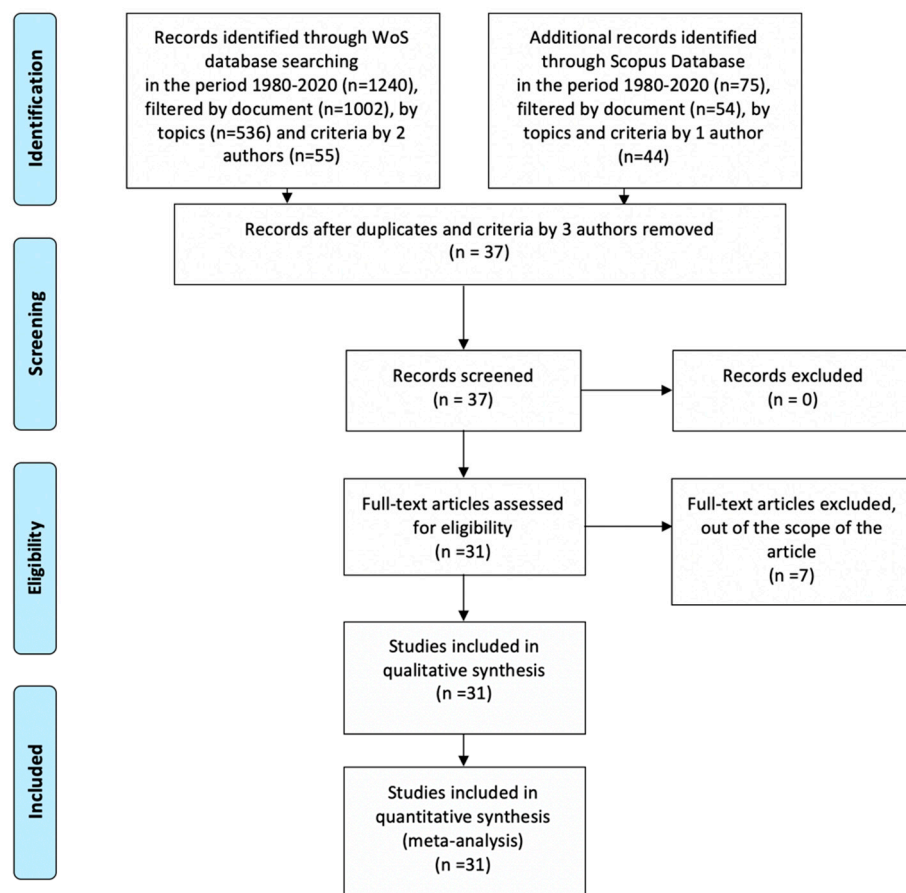 Identification
Records identified through WoS
database searching
in the period 1980-2020 (n=1240),
filtered by document (n=1002), by
topics (n=536) and criteria by 2
authors (n=55)
Additional records identified
through Scopus Database
in the period 1980-2020 (n=75),
filtered by document (n=54), by
topics and criteria by 1 author
(n=44)
Records after duplicates and criteria by 3 authors removed
(n = 37)
Screening
Records screened
(n = 37)
Records excluded
(n = 0)
Eligibility
Full-text articles assessed
for eligibility
(n =31)
Full-text articles excluded,
out of the scope of the
article
(n =7)
Studies included in
qualitative synthesis
(n =31)
Included
Studies included in
quantitative synthesis
(meta-analysis)
(n =31)